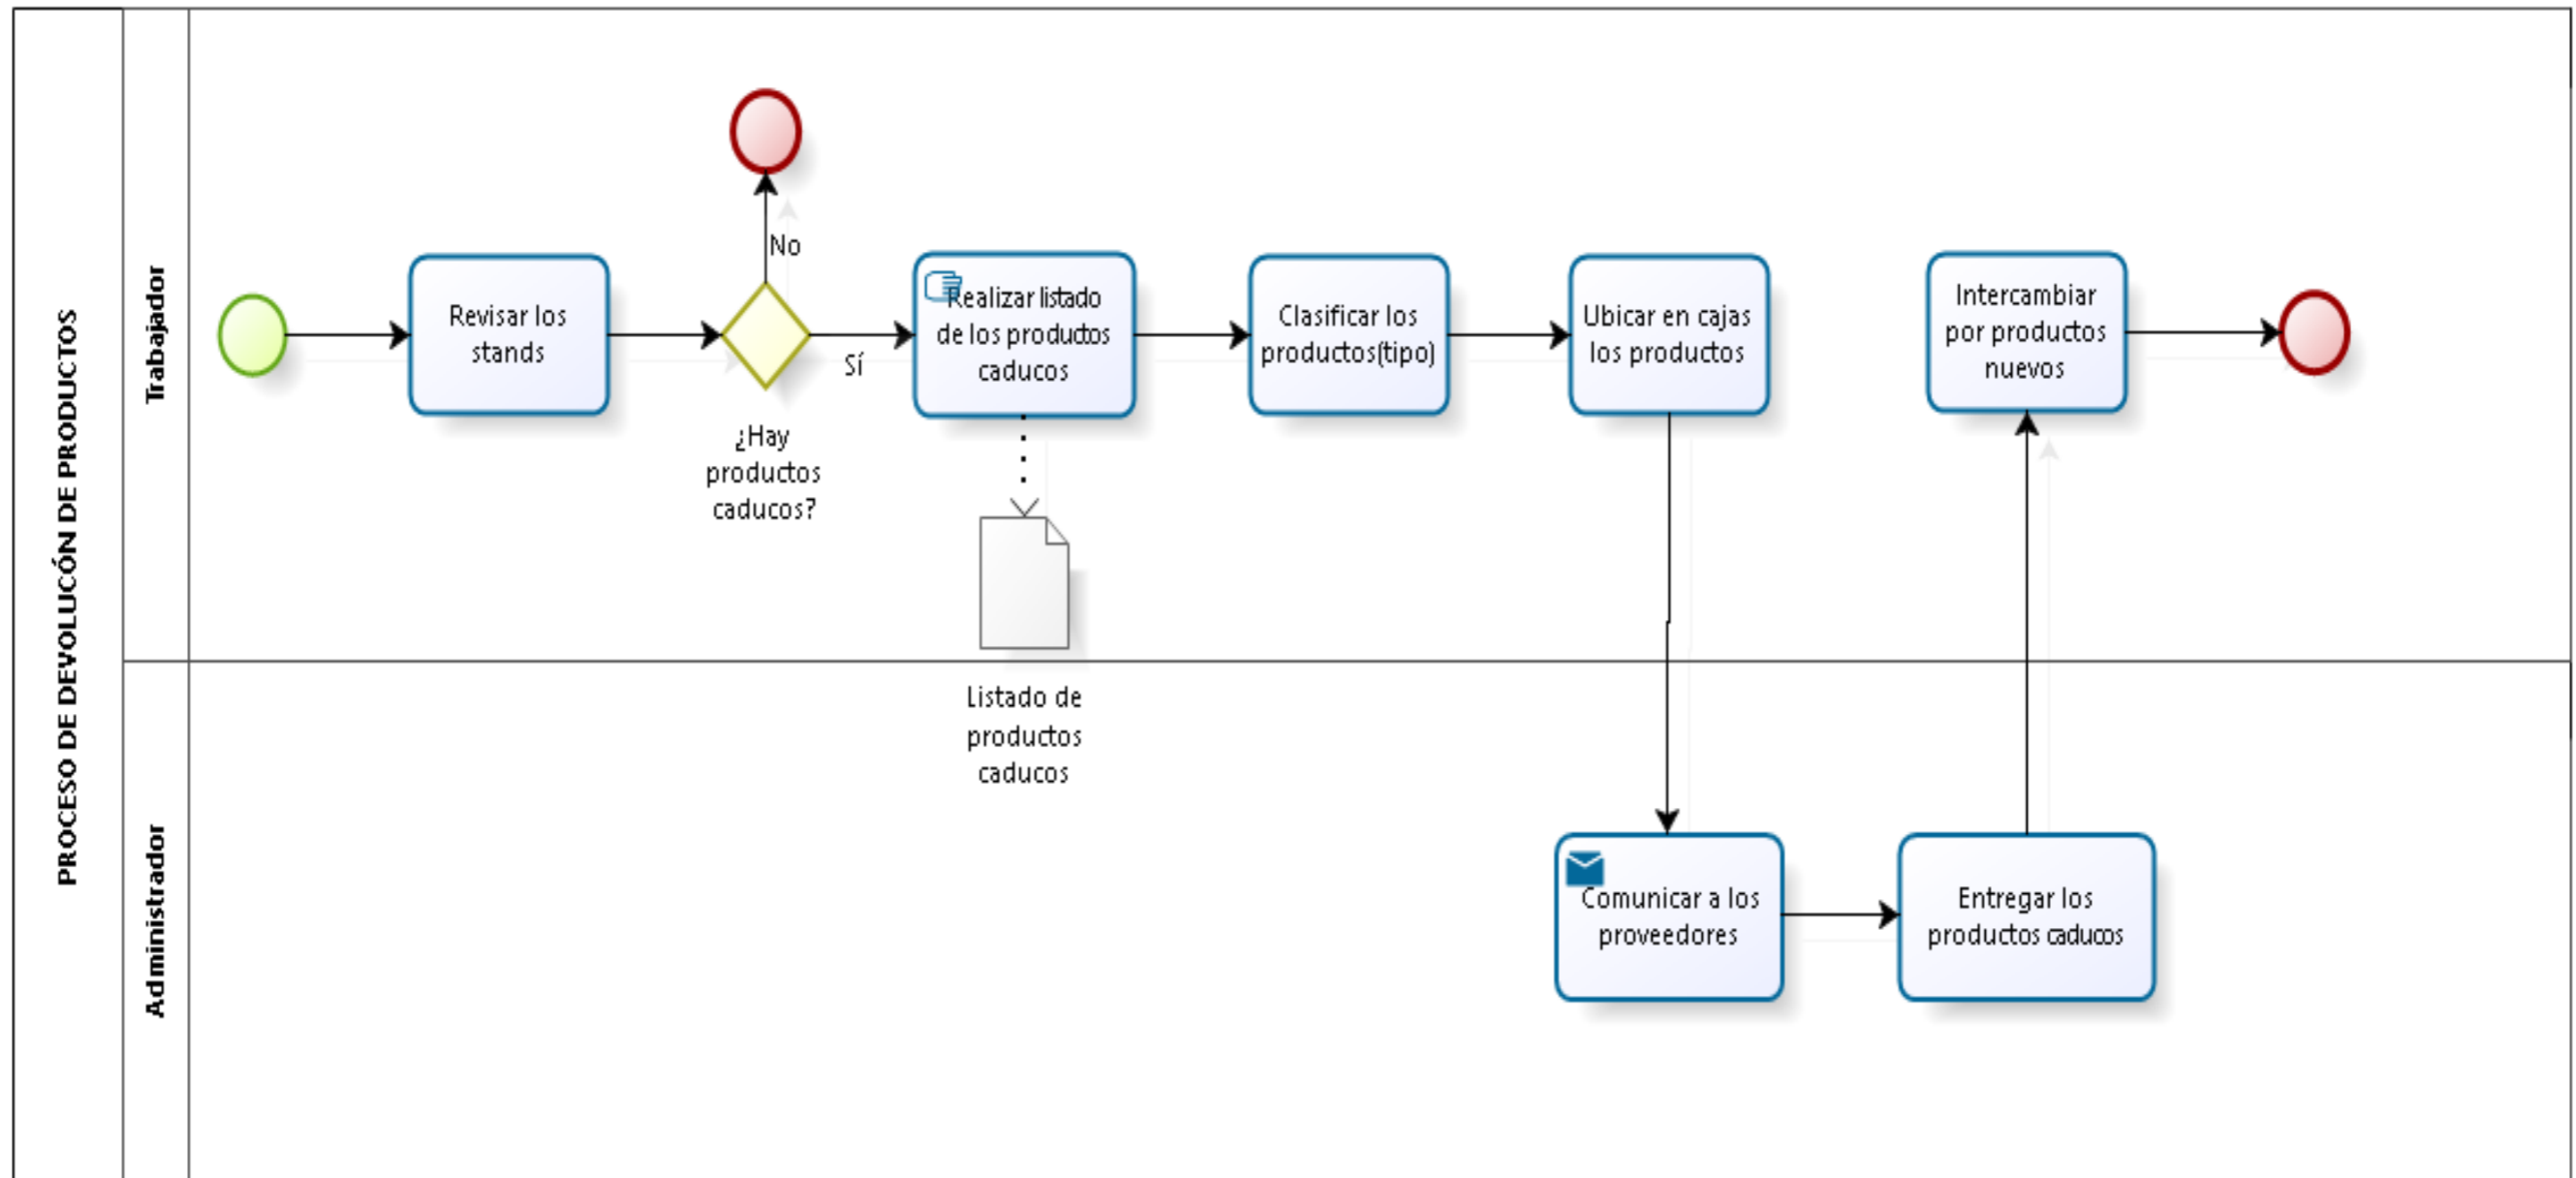 PROCESO DE DEVOLUCÓN DE PRODUCTOS
Trabajador
Revisar los
stands
No
Sí
¿Hay
productos
caducos?
Realizar listado
de los productos
caducos
Listado de
productos
caducos
Clasificar los
productos(tipo)
Ubicar en cajas
los productos
Intercambiar
por productos
nuevos
Administrador
Comunicar a los
proveedores
Entregar los
productos caducos